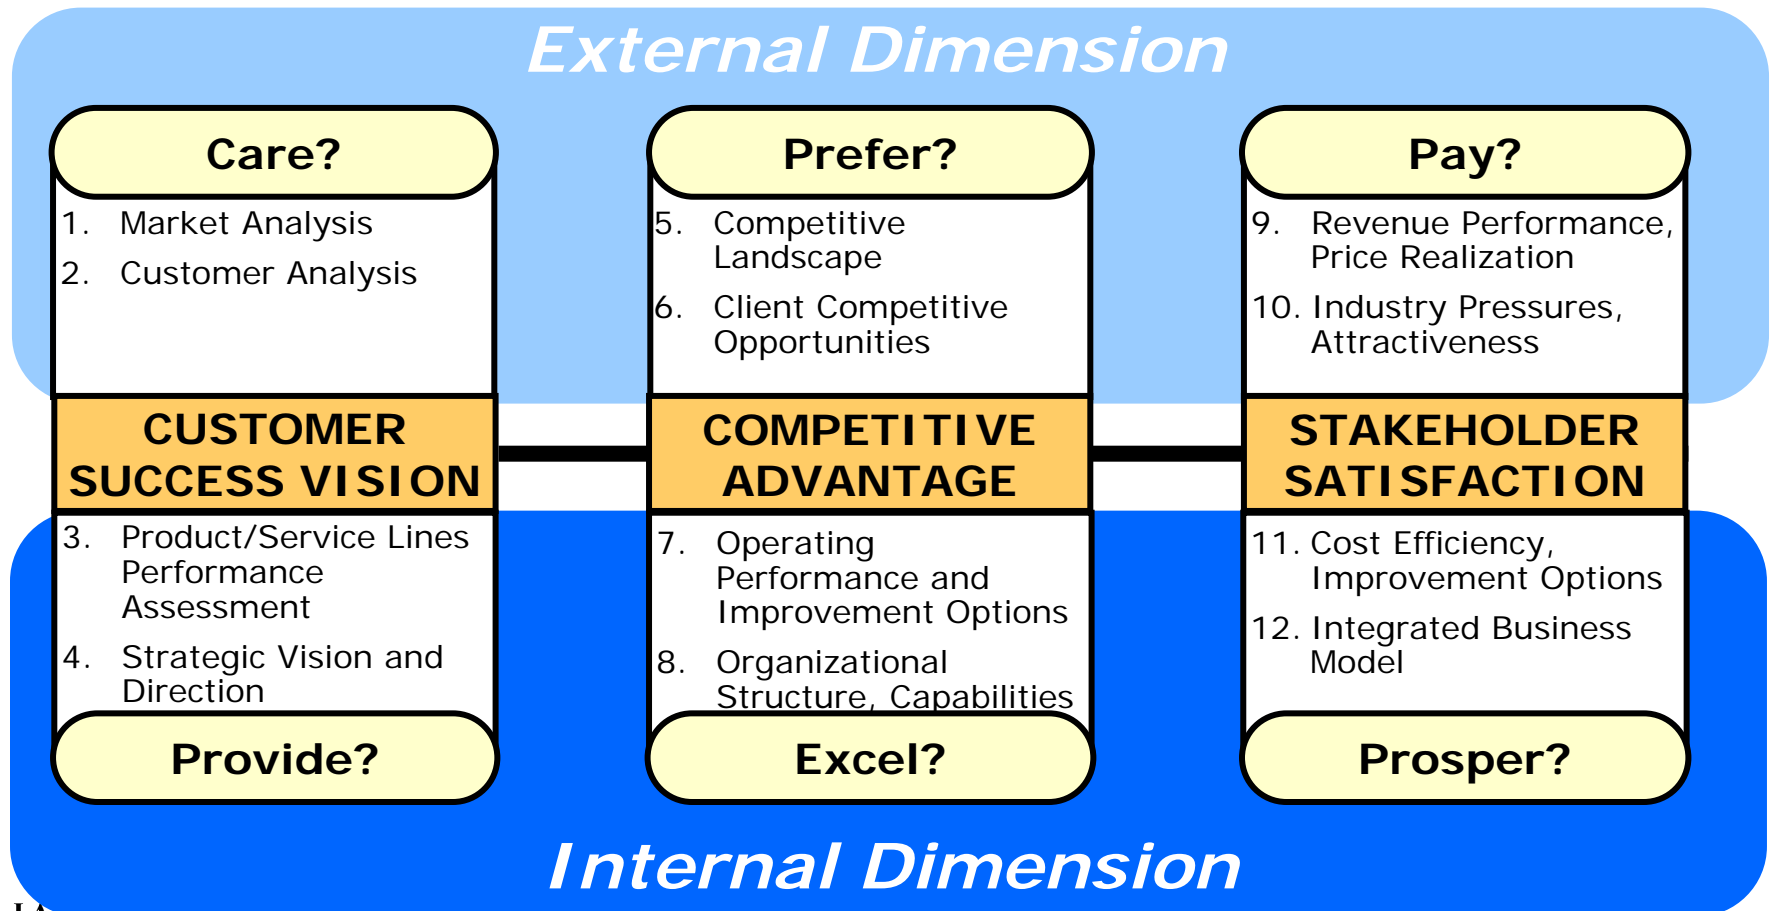 External Dimension
Care?
1. Market Analysis
2. Customer Analysis
CUSTOMER
SUCCESS VISION
3. Product/Service Lines
Performance
Assessment
4. Strategic Vision and
Direction
Provide?
Prefer?
5. Competitive
Landscape
6. Client Competitive
Opportunities
COMPETITIVE
ADVANTAGE
7. Operating
Performance and
Improvement Options
8. Organizational
Structure, Capabilities
Excel?
Pay?
9. Revenue Performance,
Price Realization
10. Industry Pressures,
Attractiveness
STAKEHOLDER
SATISFACTION
11. Cost Efficiency,
Improvement Options
12. Integrated Business
Model
Prosper?
Internal Dimension